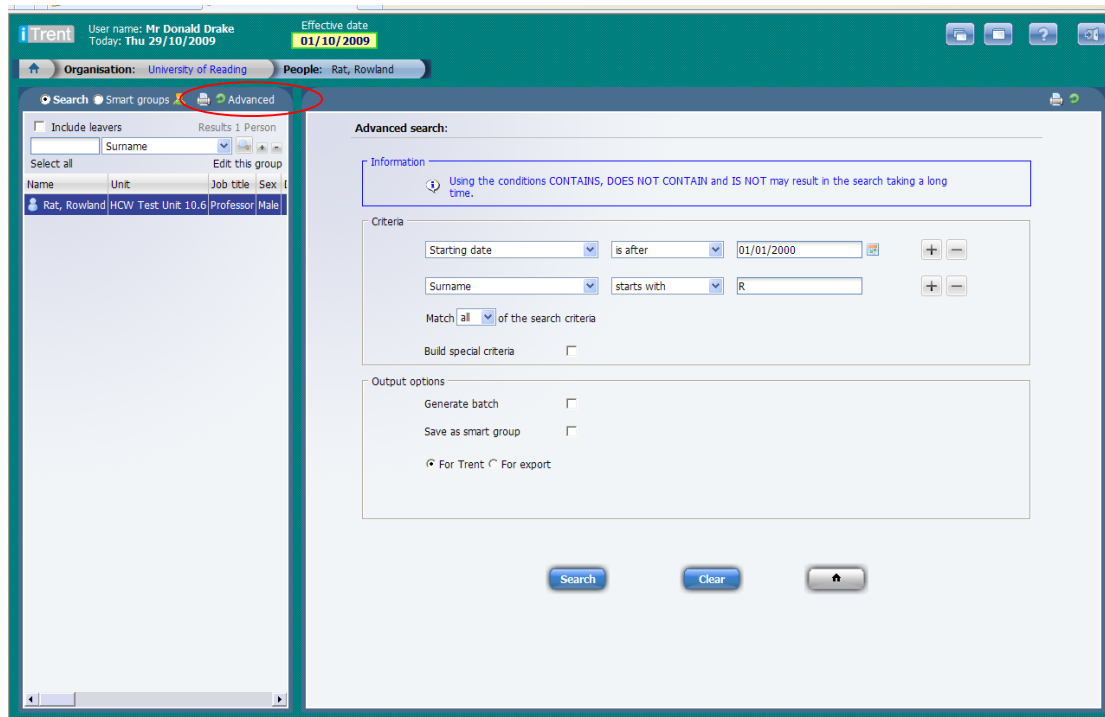 iTrent
User name: Mr Donald Drake
Today: Thu 29/10/2009
Effective date
01/10/2009
Organisation: University of Reading
People: Rat, Rowland
Search Smart groups Advanced
Include leavers Results 1 Person
Surname
Select all Edit this group
Name Unit Job title Sex
Rat, Rowland HCW Test Unit 10.6 Professor Male
Advanced search:
Information
Using the conditions CONTAINS, DOES NOT CONTAIN and IS NOT may result in the search taking a long
time.
Criteria
Starting date is after 01/01/2000
Surname starts with R
Match all of the search criteria
Build special criteria
Output options
Generate batch
Save as smart group
For Trent For export
Search Clear